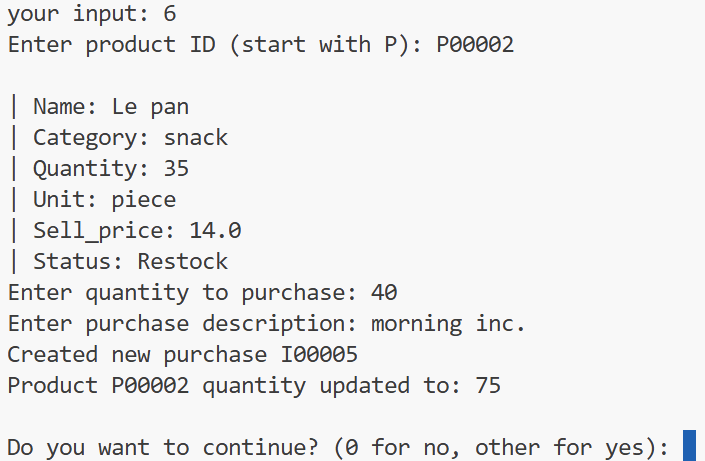 your input: 6
Enter product ID (start with P): P00002
| Name: Le pan
| Category: snack
| Quantity: 35
| Unit: piece
| Sell_price: 14.0
| Status: Restock
Enter quantity to purchase: 40
Enter purchase description: morning inc.
Created new purchase I00005
Product P00002 quantity updated to: 75
Do you want to continue? (0 for no, other for yes):